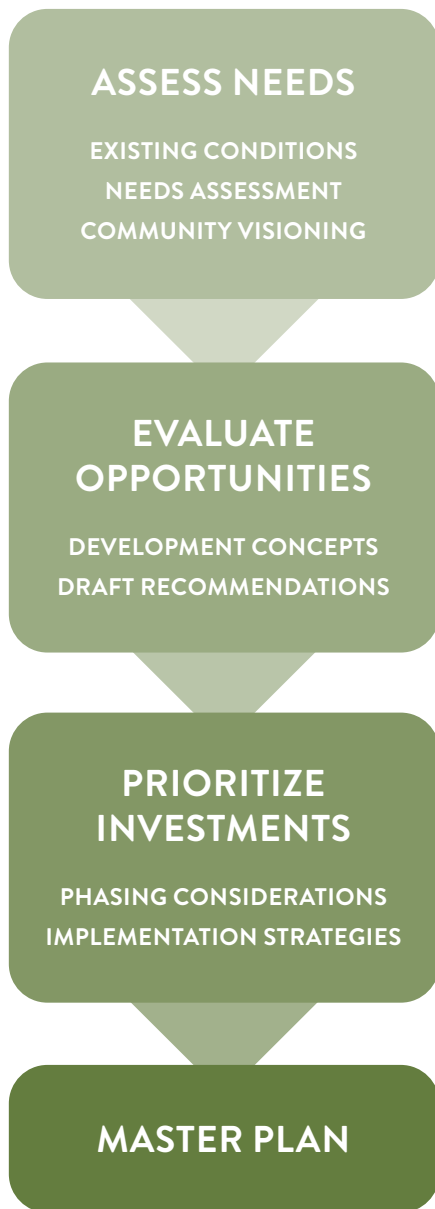 ASSESS NEEDS
EXISTING CONDITIONS
NEEDS ASSESSMENT
COMMUNITY VISIONING
EVALUATE
OPPORTUNITIES
DEVELOPMENT CONCEPTS
DRAFT RECOMMENDATIONS
PRIORITIZE
INVESTMENTS
PHASING CONSIDERATIONS
IMPLEMENTATION STRATEGIES
MASTER PLAN